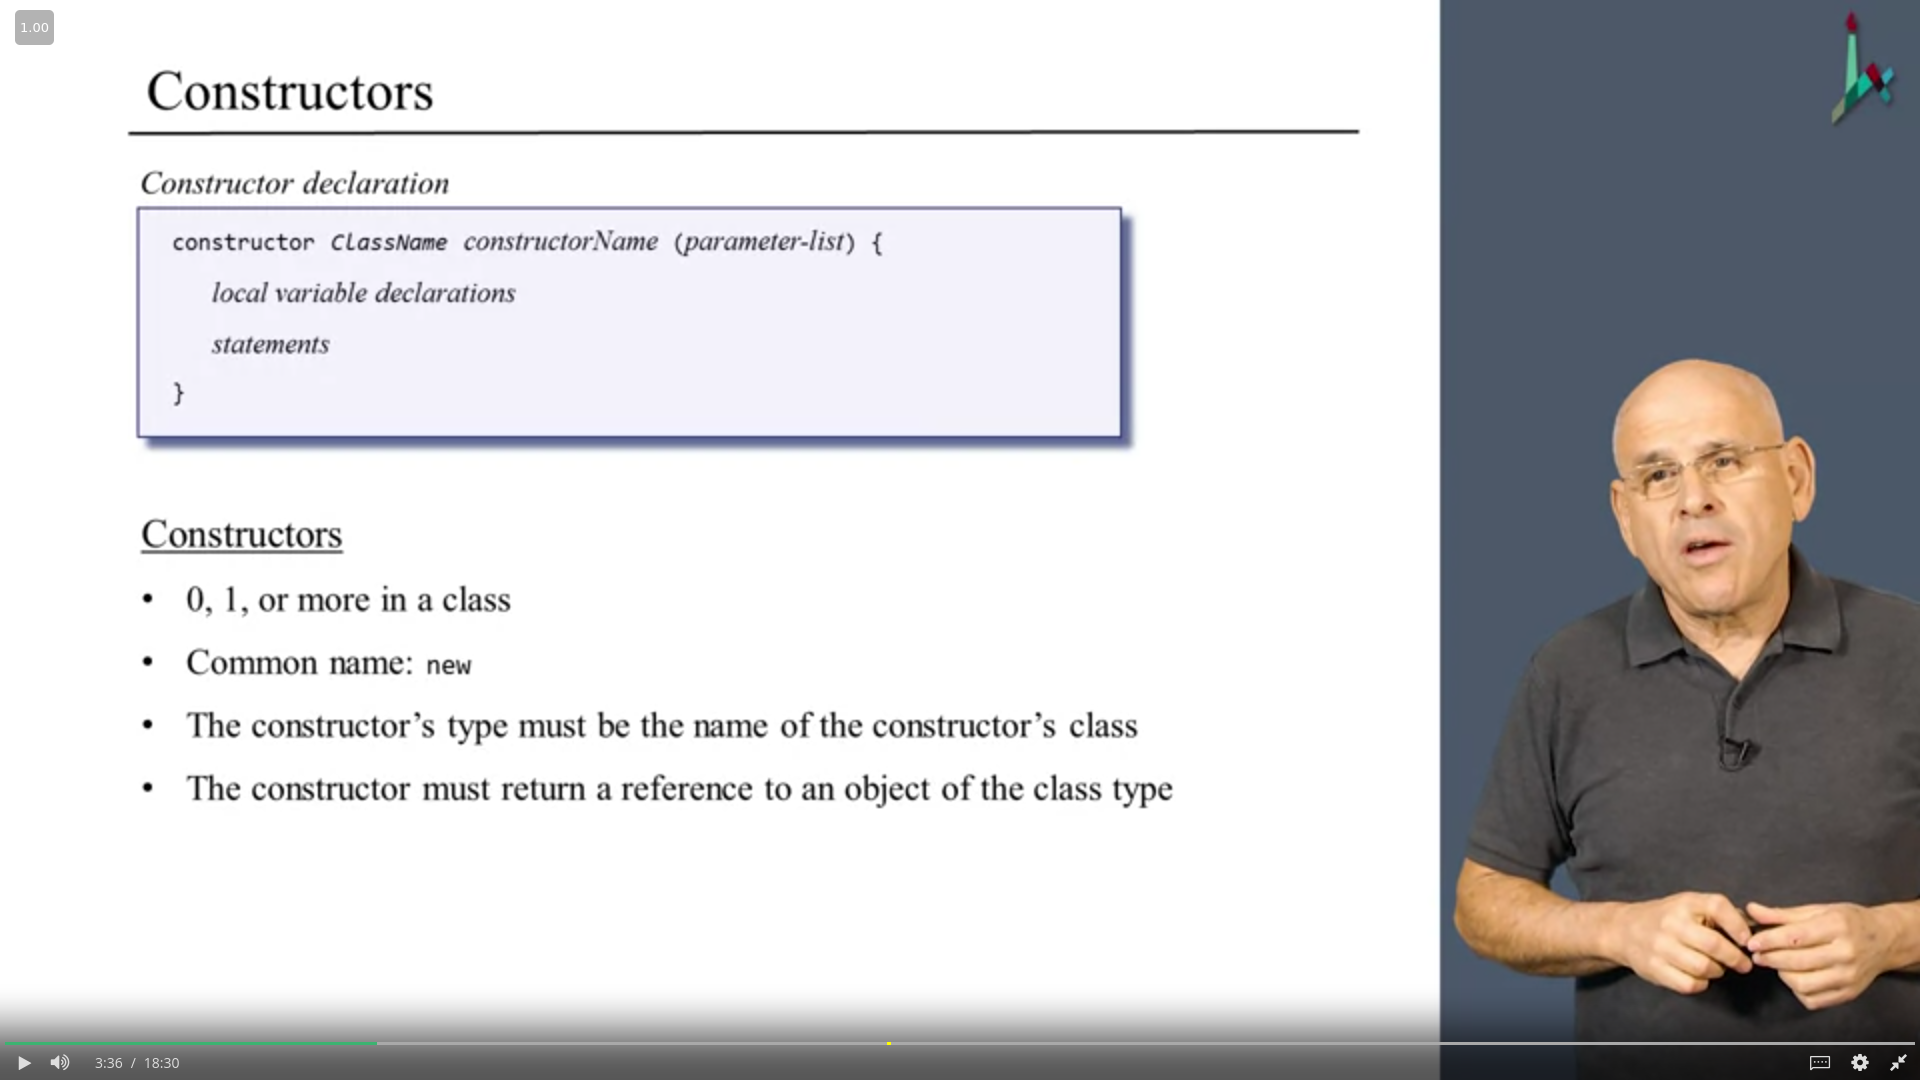 1.00
Constructors
Constructor declaration
constructor ClassName constructorName (parameter-list) {
local variable declarations
statements
}
Constructors
• 0, 1, or more in a class
• Common name: new
• The constructor’s type must be the name of the constructor’s class
• The constructor must return a reference to an object of the class type
3:36 / 18:30